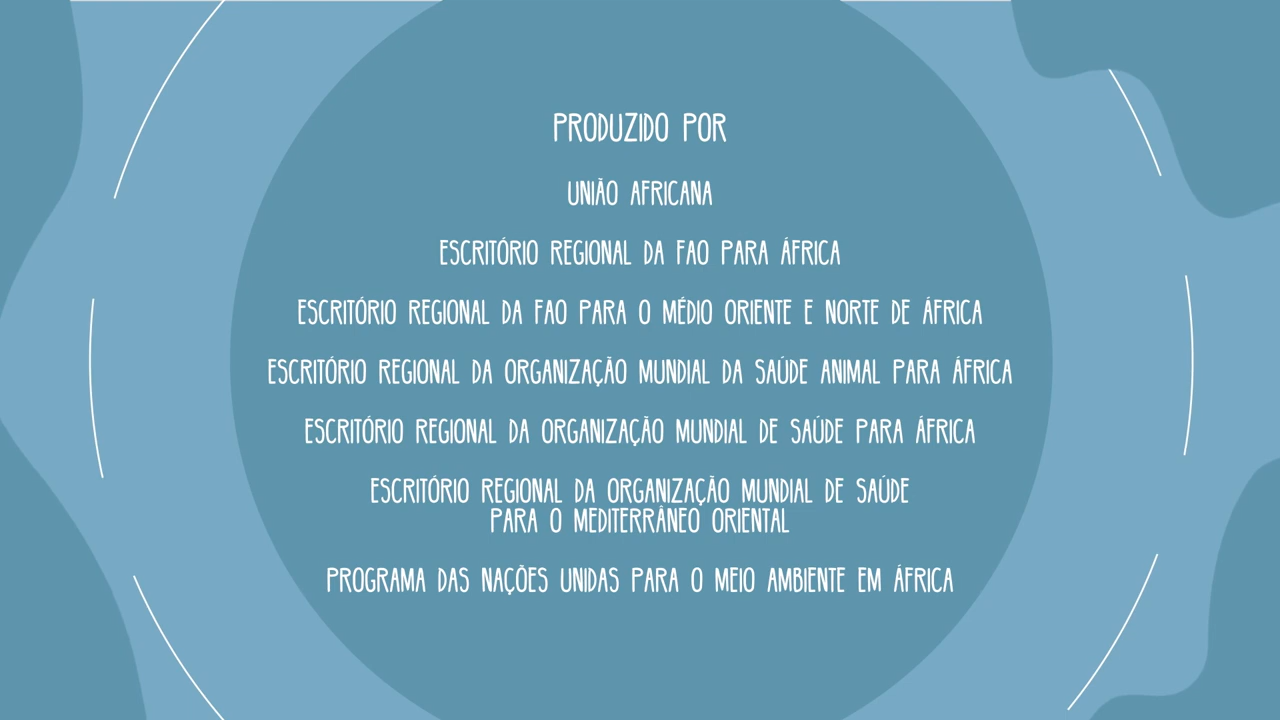 PRODUZIDO POR
UNIÃO AFRICANA
ESCRITÓRIO REGIONAL DA FAO PARA ÁFRICA
ESCRITÓRIO REGIONAL DA FAO PARA O MÉDIO ORIENTE E NORTE DE ÁFRICA
ESCRITÓRIO REGIONAL DA ORGANIZAÇÃO MUNDIAL DA SAÚDE ANIMAL PARA ÁFRICA
ESCRITÓRIO REGIONAL DA ORGANIZAÇÃO MUNDIAL DE SAÚDE PARA ÁFRICA
ESCRITÓRIO REGIONAL DA ORGANIZAÇÃO MUNDIAL DE SAÚDE
PARA O MEDITERRÂNEO ORIENTAL
PROGRAMA DAS NAÇÕES UNIDAS PARA O MEIO AMBIENTE EM ÁFRICA